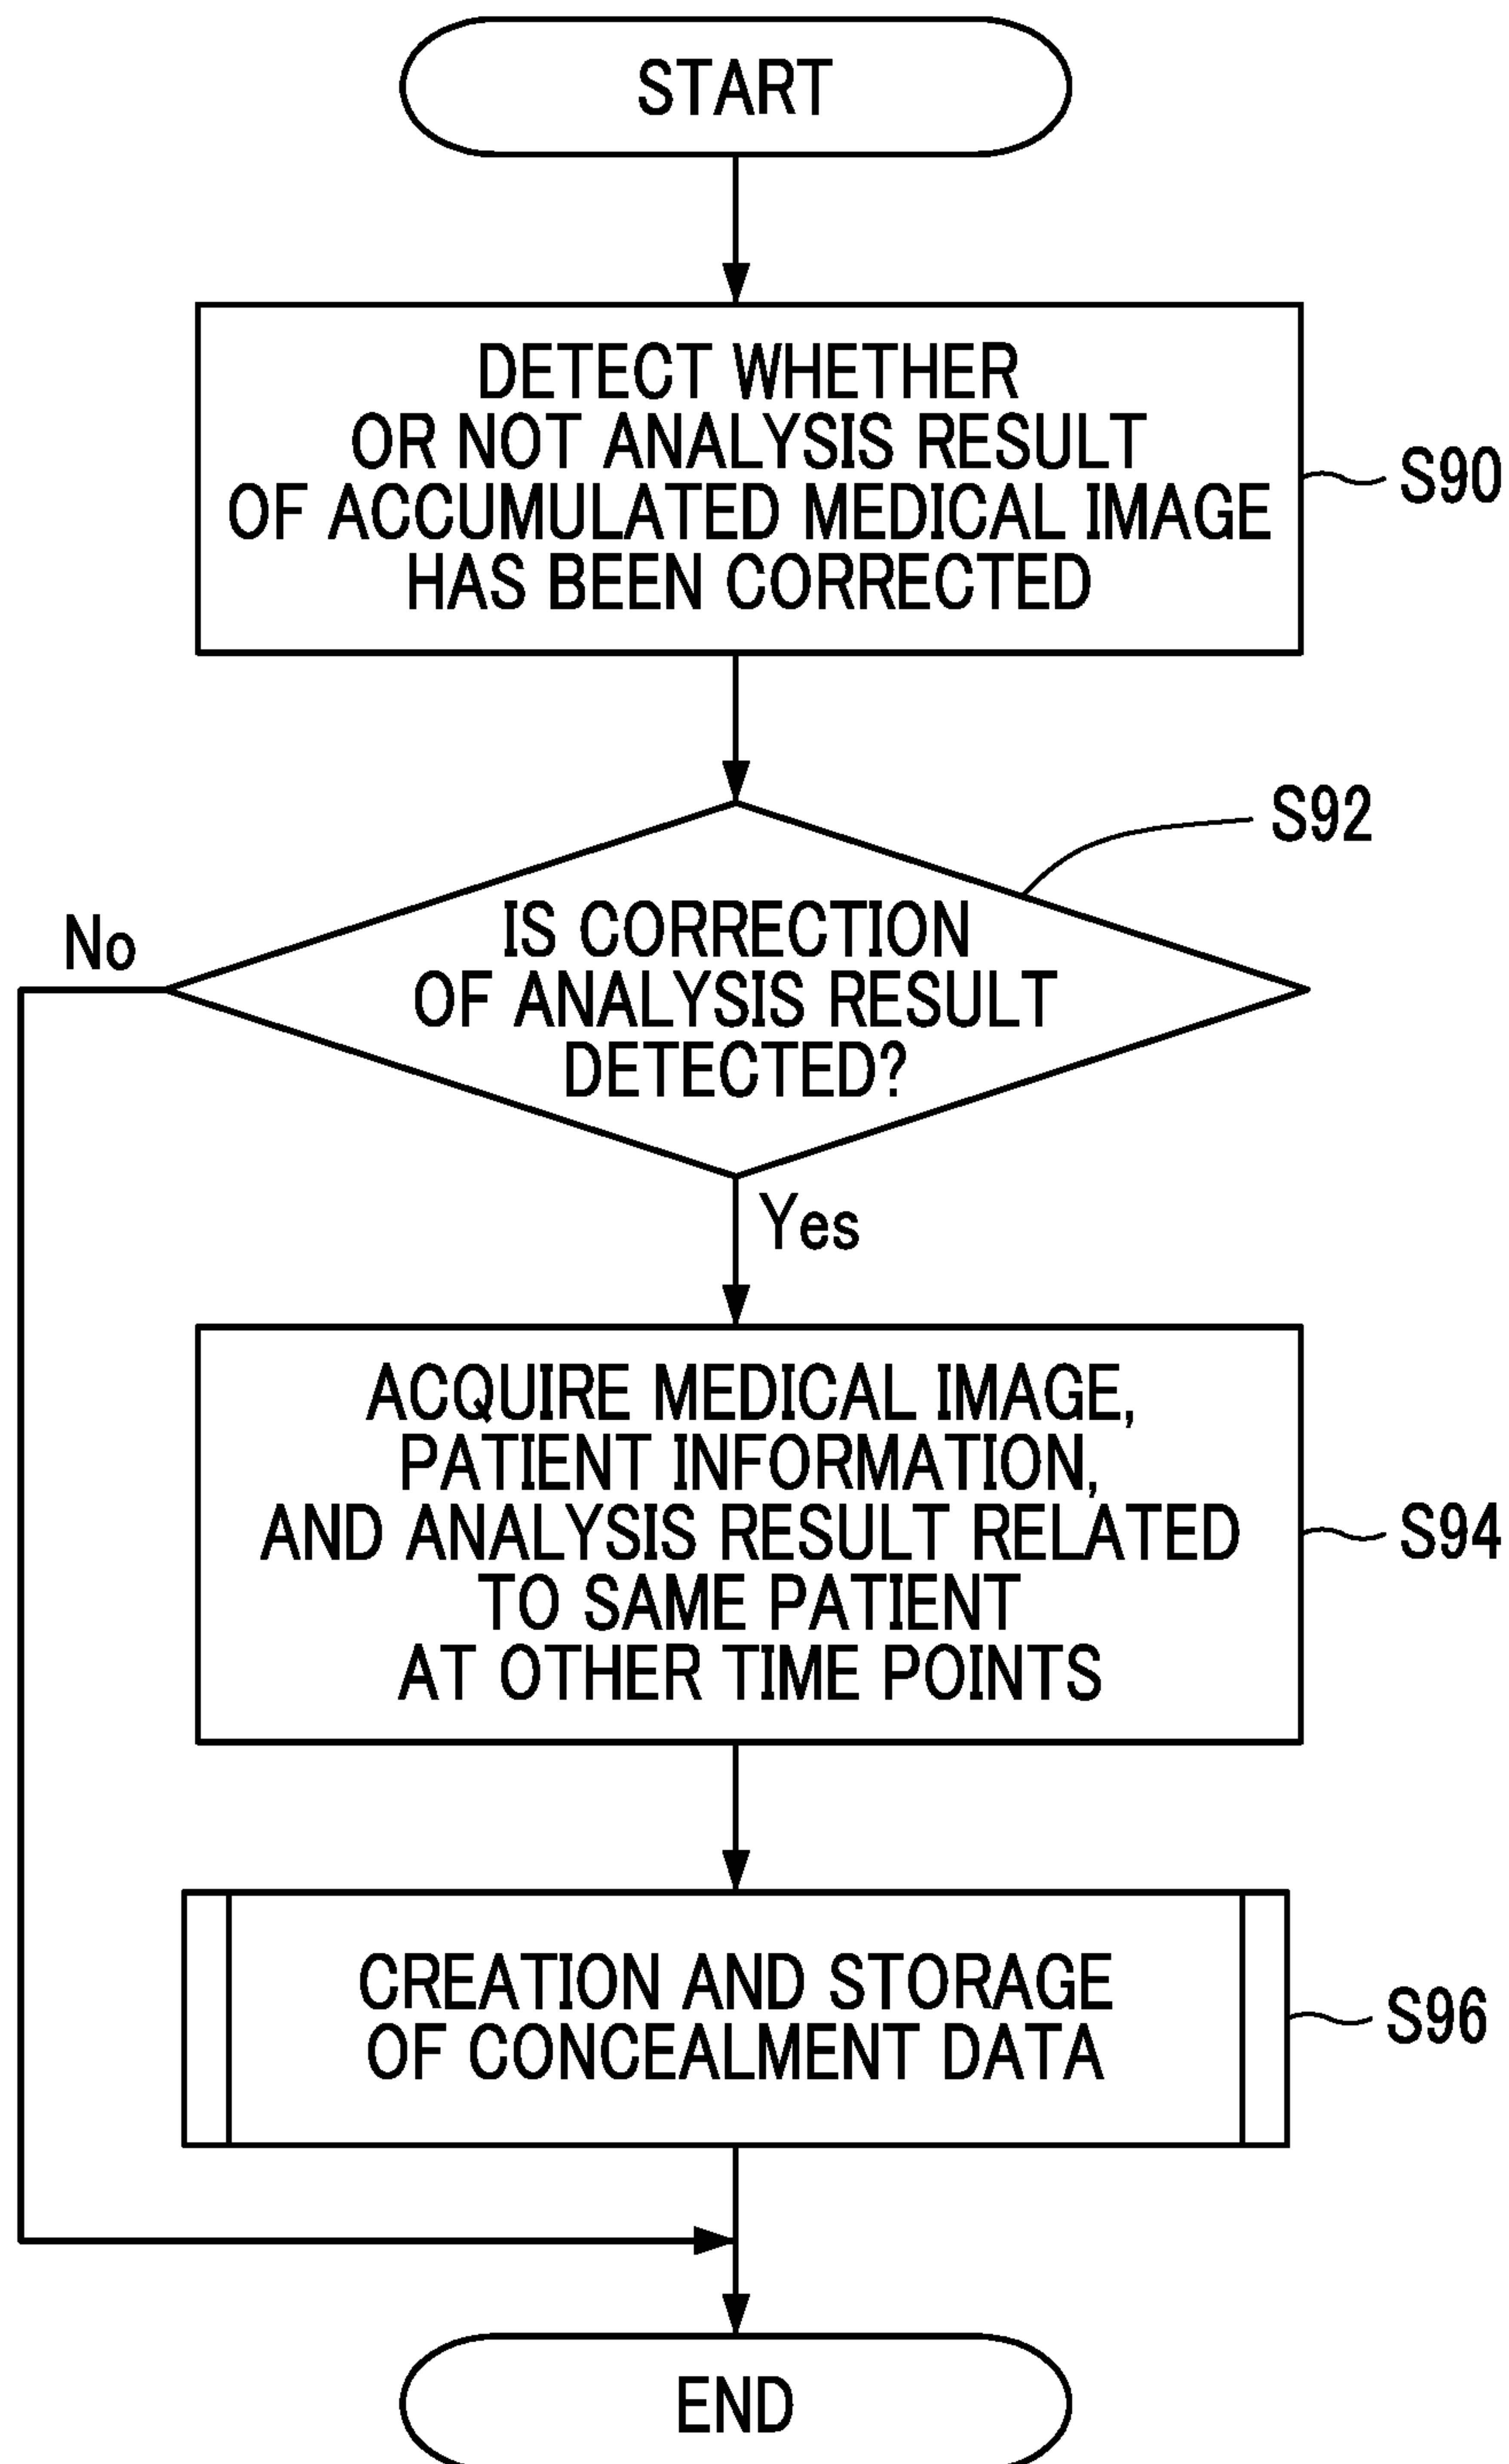 START
DETECT WHETHER
OR NOT ANALYSIS RESULT
OF ACCUMULATED MEDICAL IMAGE
HAS BEEN CORRECTED
S90
S92
IS CORRECTION
OF ANALYSIS RESULT
DETECTED?
No
Yes
ACQUIRE MEDICAL IMAGE,
PATIENT INFORMATION,
AND ANALYSIS RESULT RELATED
TO SAME PATIENT
AT OTHER TIME POINTS
S94
CREATION AND STORAGE
OF CONCEALMENT DATA
S96
END